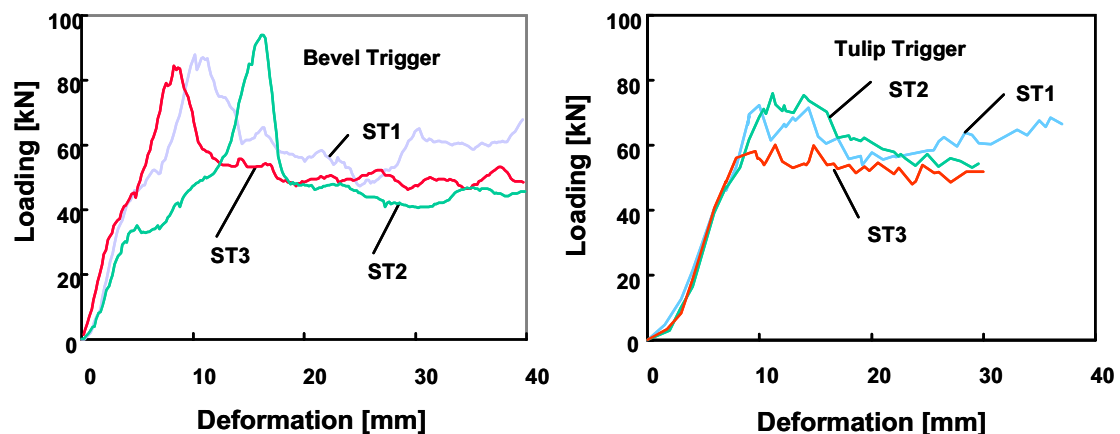 100
80
60
40
20
0
Loading [kN]
Bevel Trigger
ST1
ST3
ST2
0 10 20 30 40
Deformation [mm]
100
80
60
40
20
0
Loading [kN]
Tulip Trigger
ST2
ST1
ST3
0 10 20 30 40
Deformation [mm]